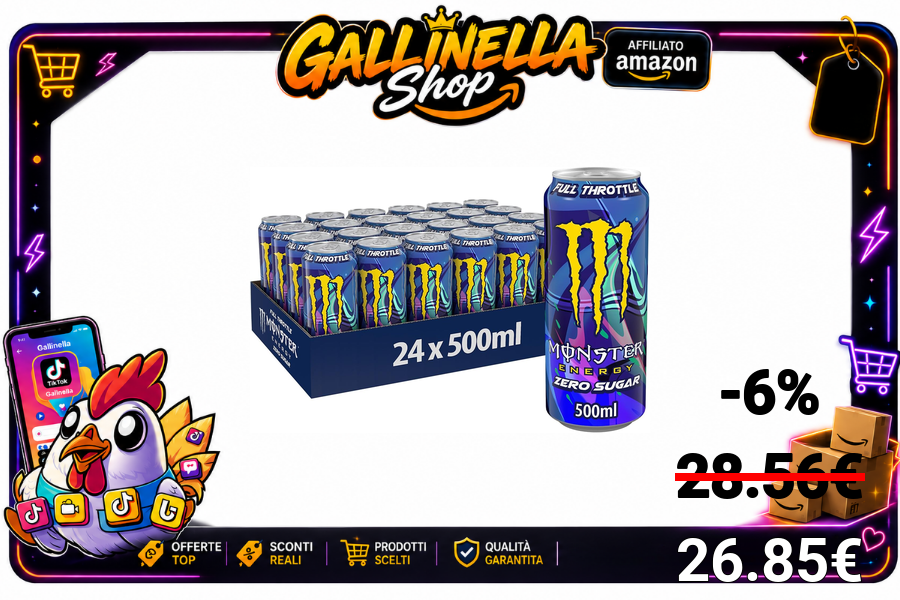 GALLINELLA
Shop
AFFILIATO
amazon
Gallinella
TikTok
Gallinella
FULL THROTTLE
MONSTER
ENERGY
ZERO SUGAR
500ml
FULL THROTTLE
MONSTER
ENERGY
24 x 500ml
-6%
28.56€
26.85€
OFFERTE
TOP
SCONTI
REALI
PRODOTTI
SCELTI
QUALITÀ
GARANTITA